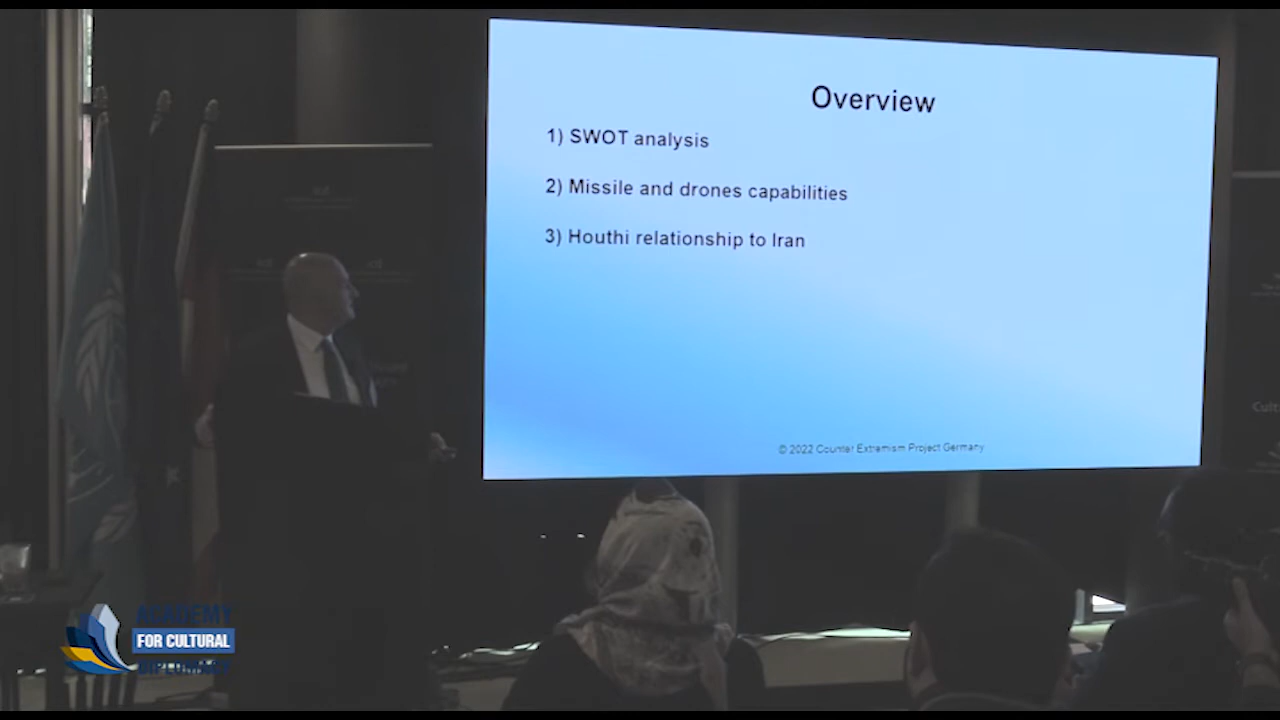 Overview
1) SWOT analysis
2) Missile and drones capabilities
3) Houthi relationship to Iran
© 2022 Counter Extremism Project Germany
ACADEMY
FOR CULTURAL
DIPLOMACY